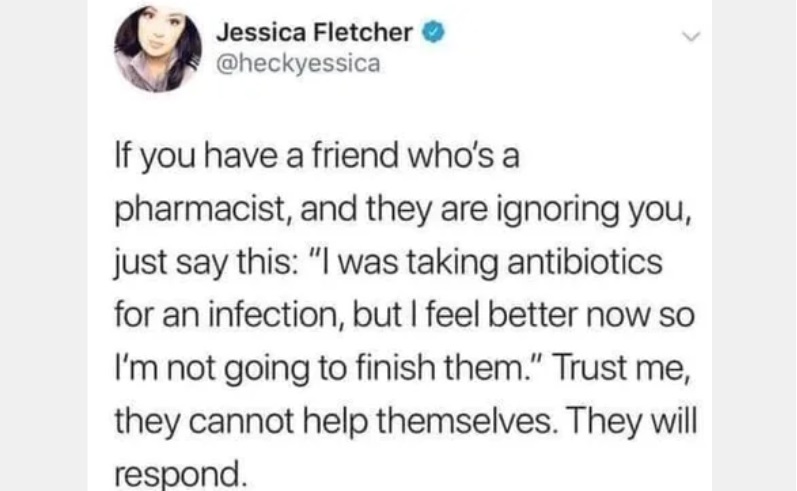 Jessica Fletcher
@heckyessica
If you have a friend who's a
pharmacist, and they are ignoring you,
just say this: "I was taking antibiotics
for an infection, but I feel better now so
I'm not going to finish them." Trust me,
they cannot help themselves. They will
respond.